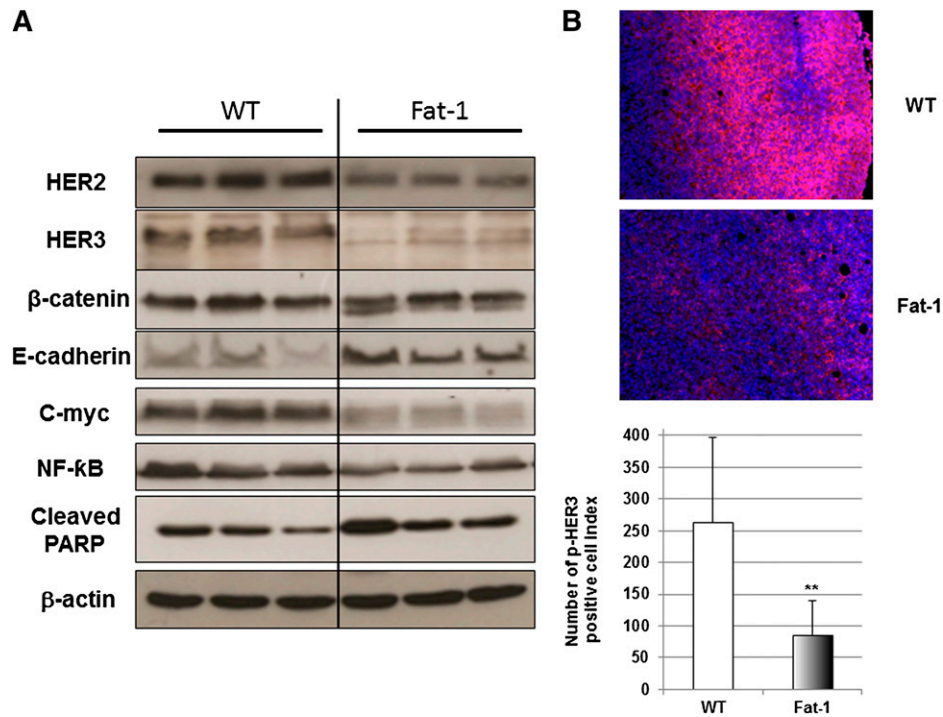 A
WT
Fat-1
HER2
HER3
β-catenin
E-cadherin
C-myc
NF-ƙB
Cleaved
PARP
β-actin
B
WT
Fat-1
Number of p-HER3
positive cell Index
400
350
300
250
200
150
100
50
0
**
WT
Fat-1